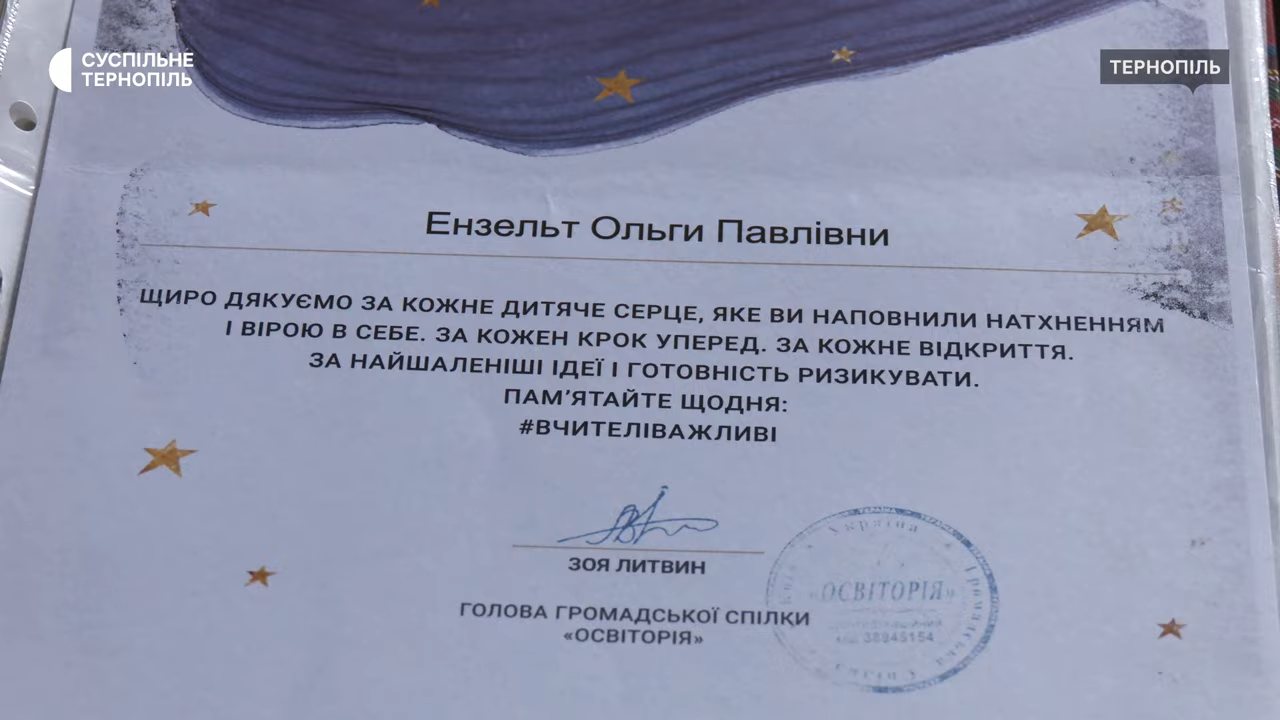 СУСПІЛЬНЕ
ТЕРНОПІЛЬ
ТЕРНОПІЛЬ
Ензельт Ольги Павлівни
ЩИРО ДЯКУЄМО ЗА КОЖНЕ ДИТЯЧЕ СЕРЦЕ, ЯКЕ ВИ НАПОВНИЛИ НАТХНЕННЯМ
І ВІРОЮ В СЕБЕ. ЗА КОЖЕН КРОК УПЕРЕД. ЗА КОЖНЕ ВІДКРИТТЯ.
ЗА НАЙШАЛЕНІШІ ІДЕЇ І ГОТОВНІСТЬ РИЗИКУВАТИ.
ПАМ'ЯТАЙТЕ ЩОДНЯ:
#ВЧИТЕЛІВАЖЛИВІ
ЗОЯ ЛИТВИН
ГОЛОВА ГРОМАДСЬКОЇ СПІЛКИ
«ОСВІТОРІЯ»
Україна
«ОСВІТОРІЯ»
Громадська Спілка